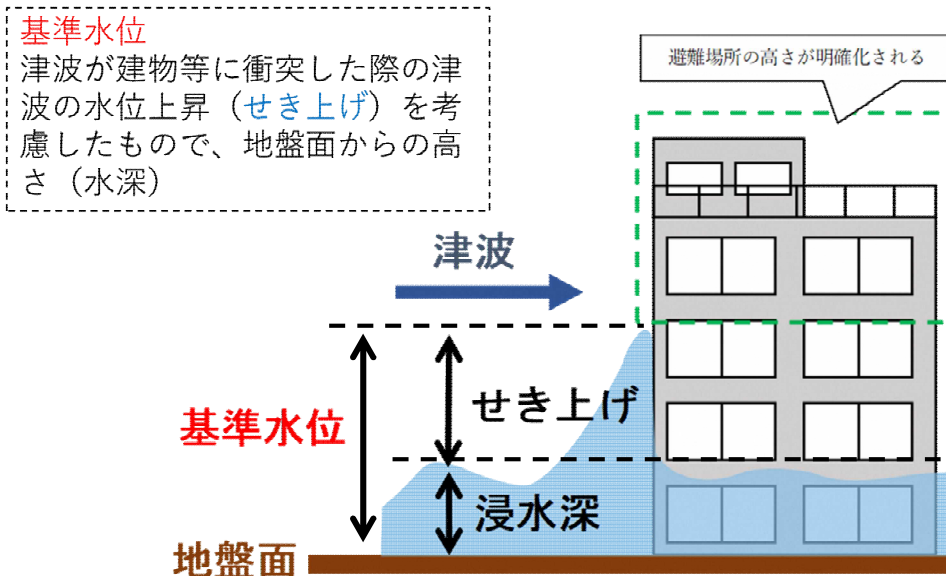 基準水位
津波が建物等に衝突した際の津
波の水位上昇（せき上げ）を考
慮したもので、地盤面からの高
さ（水深）
避難場所の高さが明確化される
津波
せき上げ
基準水位
浸水深
地盤面